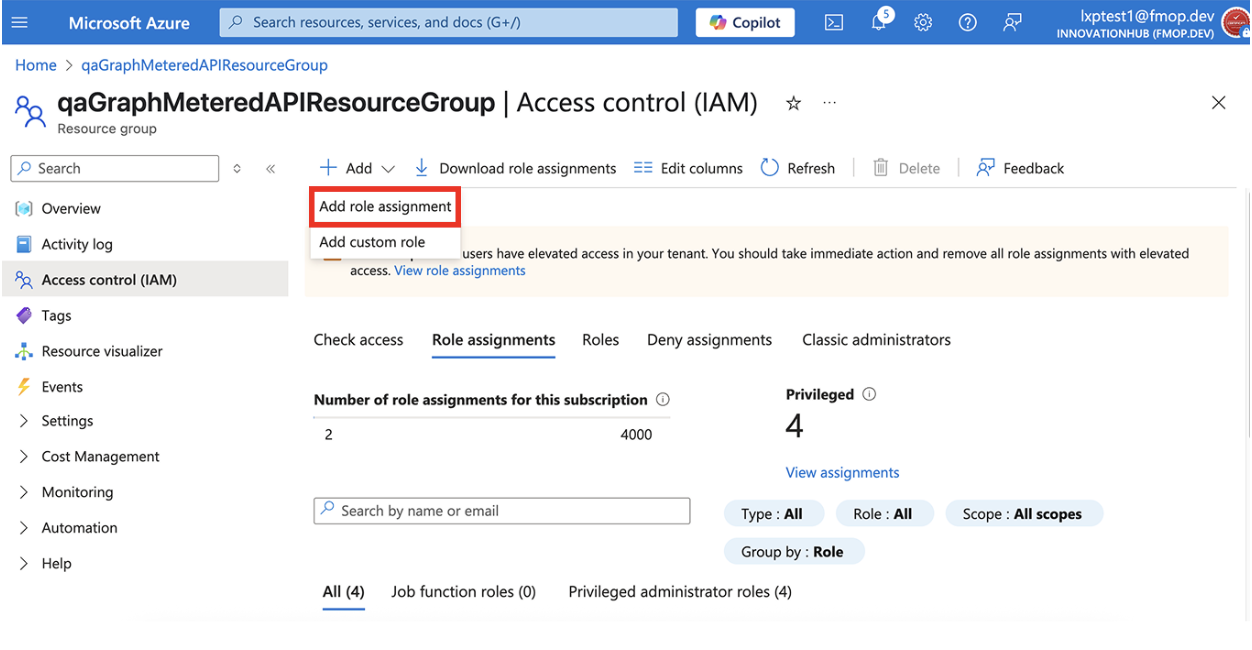 Microsoft Azure
Search resources, services, and docs (G+/)
Copilot
5
lxptest1@fmop.dev
INNOVATIONHUB (FMOP.DEV)
Home > qaGraphMeteredAPIResourceGroup
qaGraphMeteredAPIResourceGroup | Access control (IAM)
Resource group
Search
Add
Download role assignments
Edit columns
Refresh
Delete
Feedback
Add role assignment
Add custom role
users have elevated access in your tenant. You should take immediate action and remove all role assignments with elevated
access. View role assignments
Overview
Activity log
Access control (IAM)
Tags
Resource visualizer
Events
Settings
Cost Management
Monitoring
Automation
Help
Check access
Role assignments
Roles
Deny assignments
Classic administrators
Number of role assignments for this subscription
2
4000
Privileged
4
View assignments
Search by name or email
Type : All
Role : All
Scope : All scopes
Group by : Role
All (4)
Job function roles (0)
Privileged administrator roles (4)